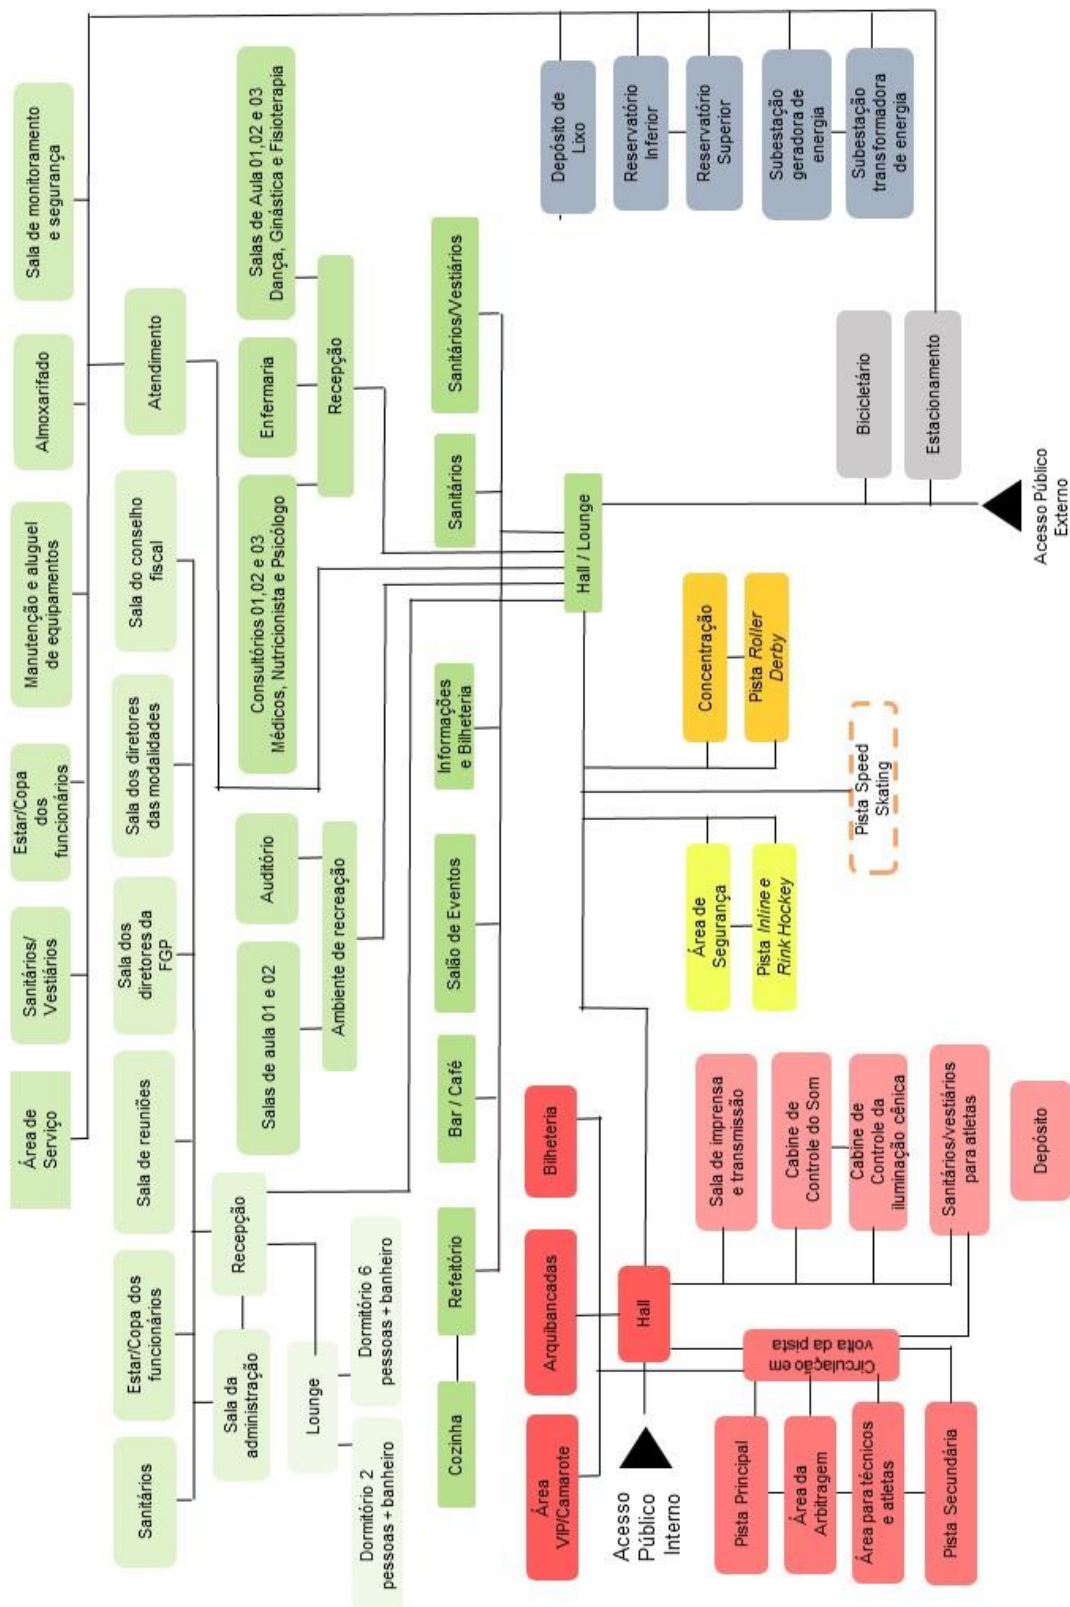 Área de
Serviço
Sanitários/
Vestiários
Estar/Copa
dos
funcionários
Manutenção e aluguel
de equipamentos
Almoxarifado
Sala de monitoramento
e segurança
Sanitários
Estar/Copa dos
funcionários
Sala de reuniões
Sala dos
diretores da
FGP
Sala dos diretores
das modalidades
Sala do conselho
fiscal
Atendimento
Sala da
administração
Recepção
Lounge
Dormitório 2
pessoas + banheiro
Dormitório 6
pessoas + banheiro
Salas de aula 01 e 02
Auditório
Ambiente de recreação
Consultórios 01,02 e 03
Médicos, Nutricionista e Psicólogo
Enfermaria
Salas de Aula 01,02 e 03
Dança, Ginástica e Fisioterapia
Recepção
Cozinha
Refeitório
Bar / Café
Salão de Eventos
Informações
e Bilheteria
Sanitários
Sanitários/Vestiários
Hall / Lounge
Depósito de
Lixo
Reservatório
Inferior
Reservatório
Superior
Subestação
geradora de
energia
Subestação
transformadora
de energia
Área
VIP/Camarote
Arquibancadas
Bilheteria
Hall
Acesso
Público
Interno
Circulação em
volta da pista
Pista Principal
Área da
Arbitragem
Área para técnicos
e atletas
Pista Secundária
Sala de imprensa
e transmissão
Cabine de
Controle do Som
Cabine de
Controle da
iluminação cênica
Sanitários/vestiários
para atletas
Depósito
Área de
Segurança
Pista Inline e
Rink Hockey
Concentração
Pista Roller
Derby
Pista Speed
Skating
Bicicletário
Estacionamento
Acesso Público
Externo